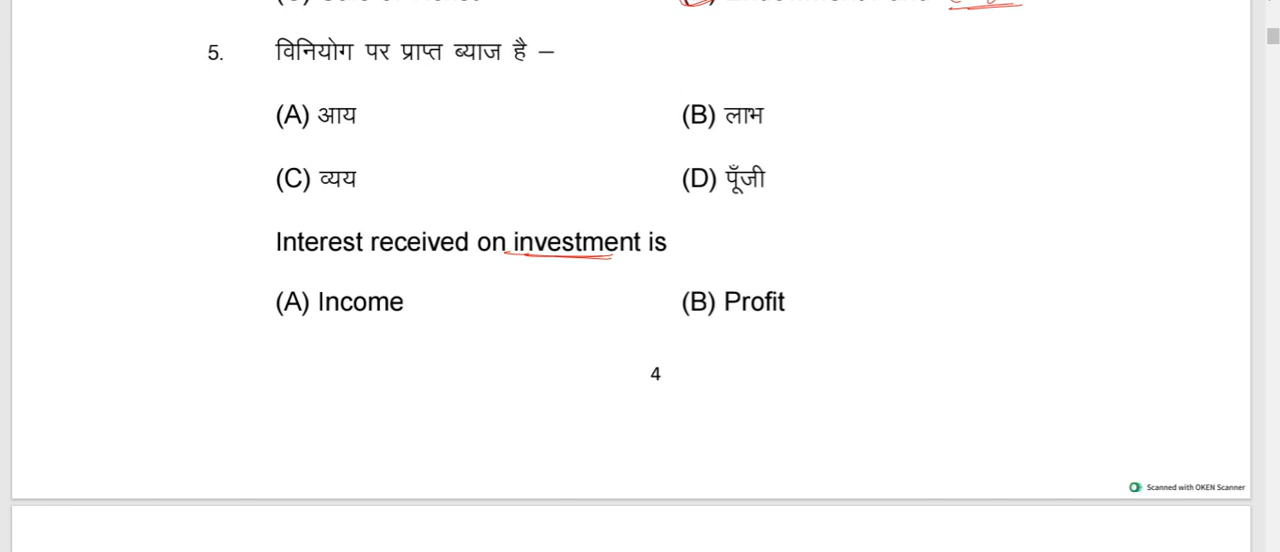 5. विनियोग पर प्राप्त ब्याज है –
(A) आय (B) लाभ
(C) व्यय (D) पूँजी
Interest received on investment is
(A) Income (B) Profit
4
Scanned with OKEN Scanner